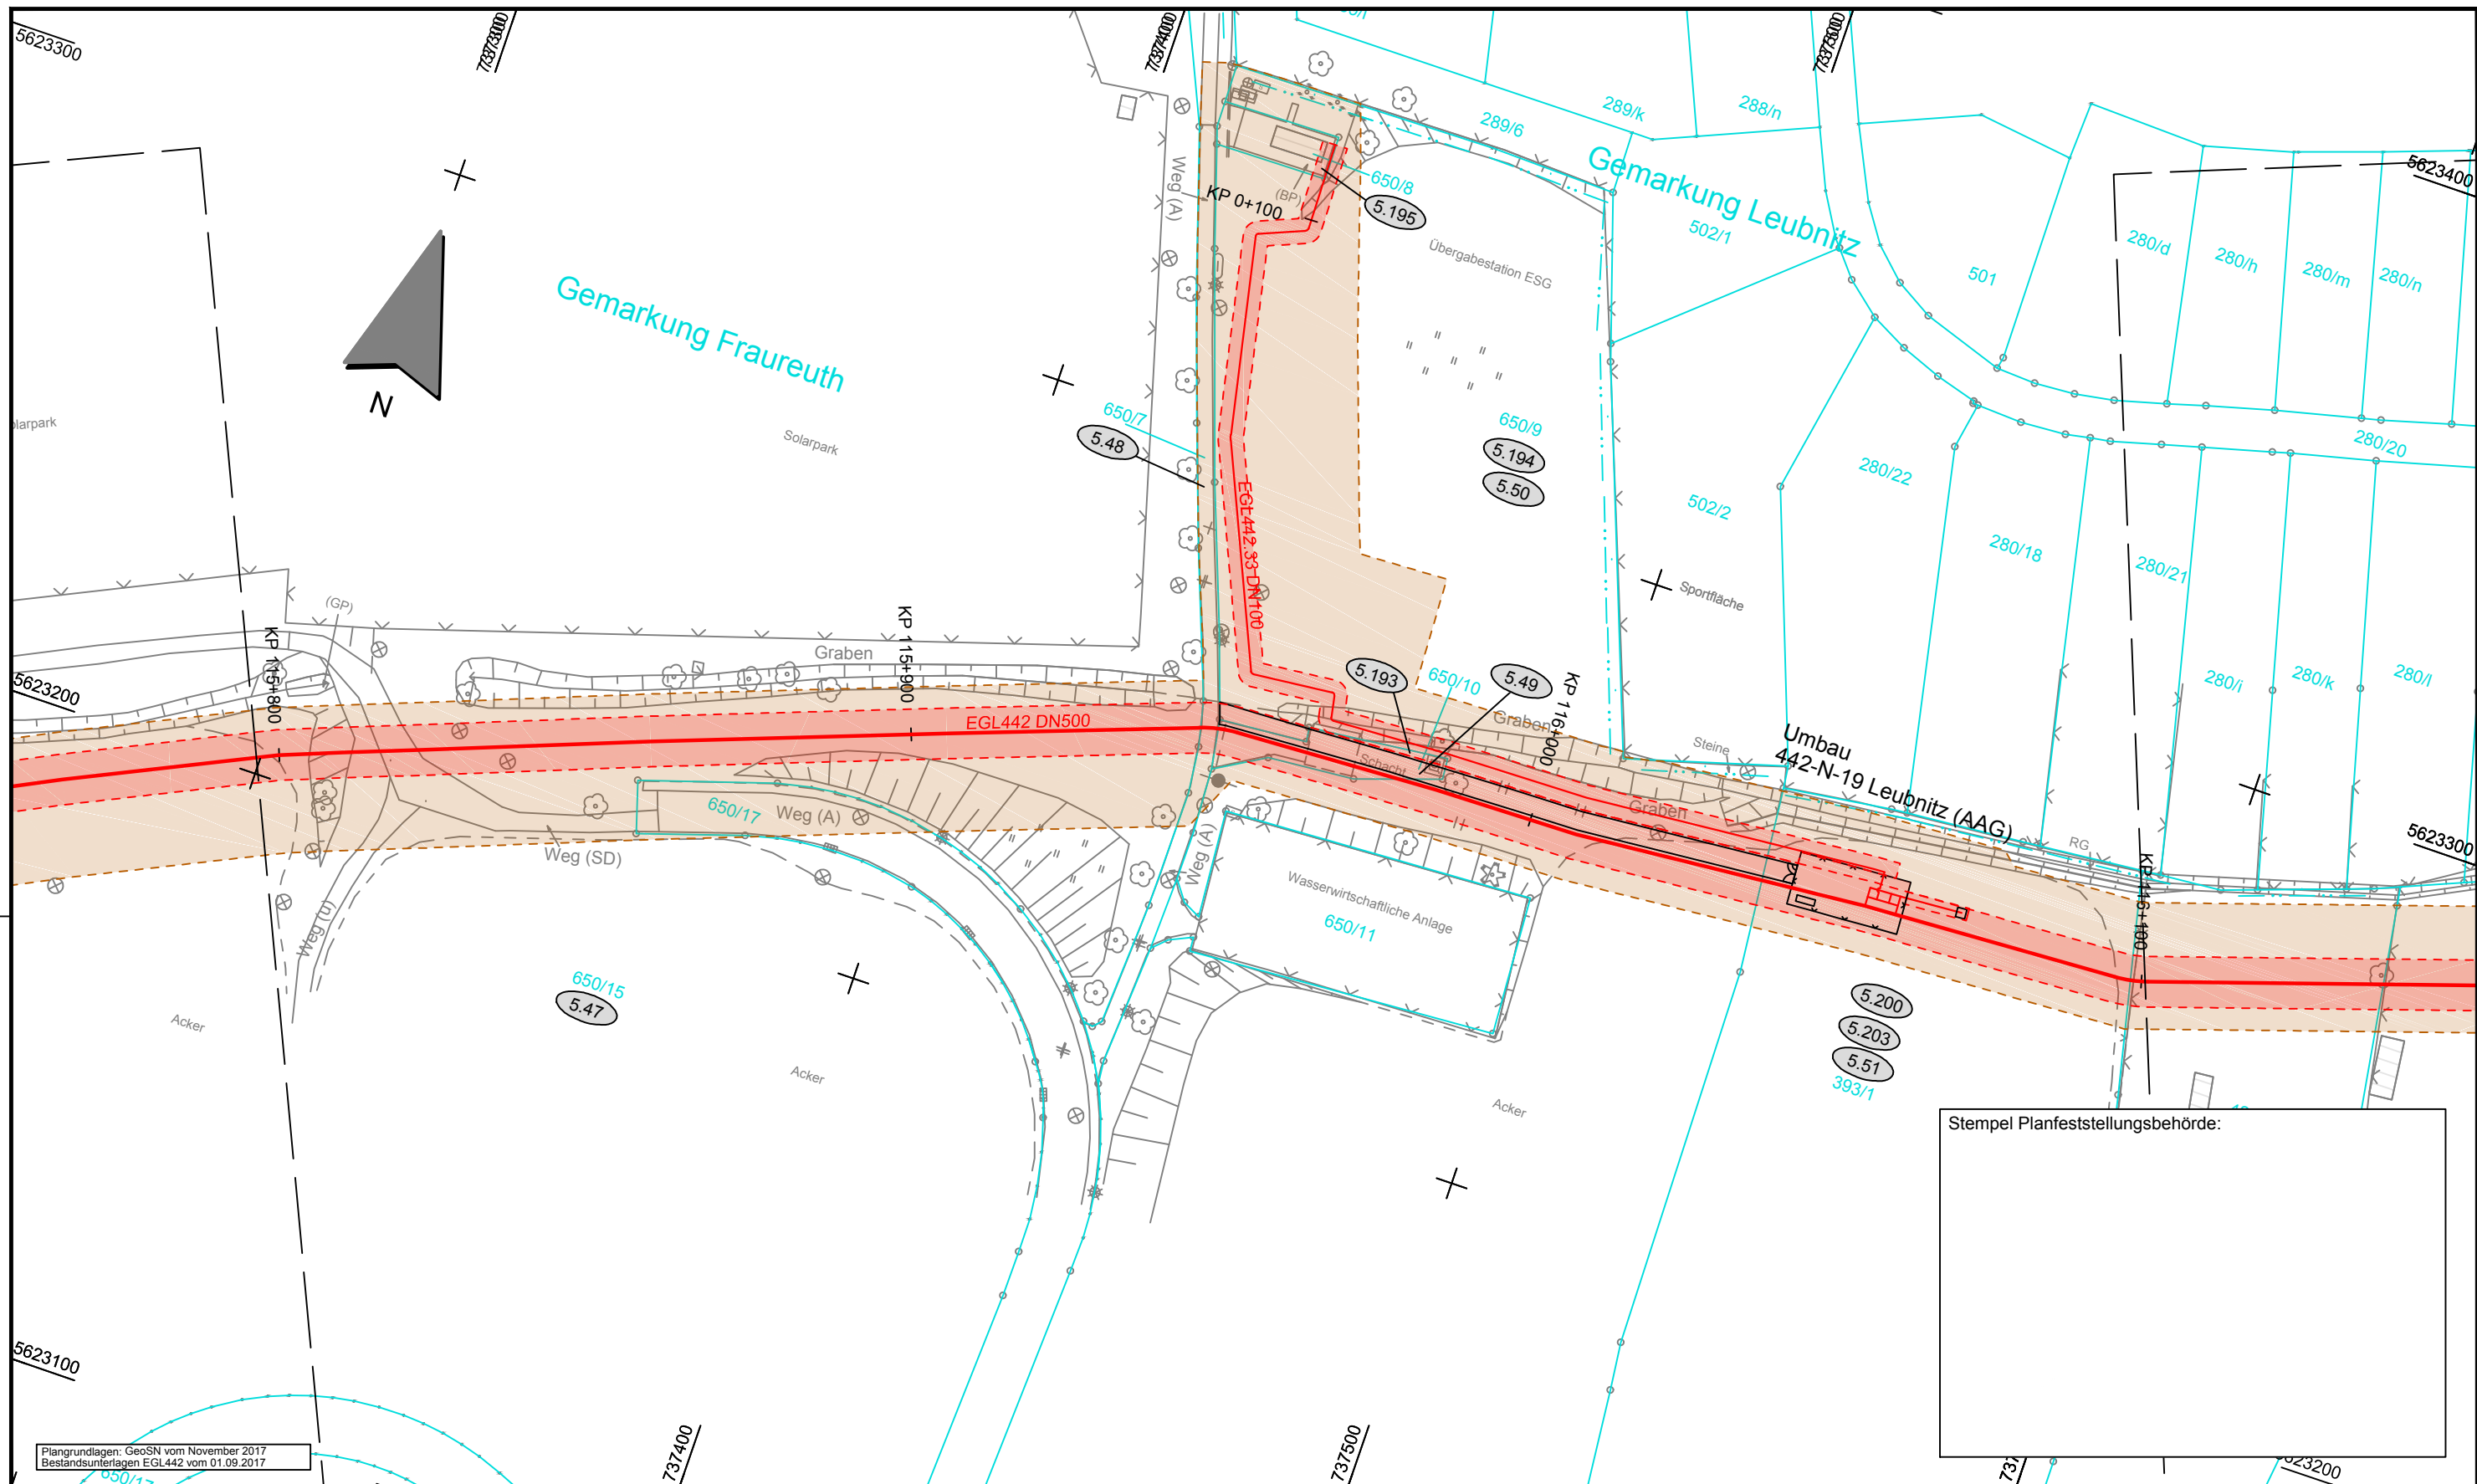 5623300
737300
737400
737500
5623400
Gemarkung Leubnitz
289/6
289/k
288/n
Weg (A)
KP 0+100
(BP)
650/8
5.195
Übergabestation ESG
502/1
501
280/d
280/h
280/m
280/n
Gemarkung Fraureuth
N
olarpark
Solarpark
650/7
5.48
EGL442.33 DN100
650/9
5.194
5.50
502/2
280/22
280/20
280/18
280/21
280/i
280/k
280/l
Sportfläche
(GP)
KP 115+800
KP 115+900
Graben
5623200
EGL442 DN500
5.193
650/10
5.49
KP 116+000
Graben
Schacht
Steine
Umbau
442-N-19 Leubnitz (AAG)
Graben
RG
5623300
KP 116+100
650/17
Weg (A)
Weg (SD)
Weg (u)
Weg (A)
Wasserwirtschaftliche Anlage
650/11
650/15
5.47
Acker
Acker
Acker
5.200
5.203
5.51
393/1
Stempel Planfeststellungsbehörde:
5623100
737400
737500
Plangrundlagen: GeoSN vom November 2017
Bestandsunterlagen EGL442 vom 01.09.2017
650/17